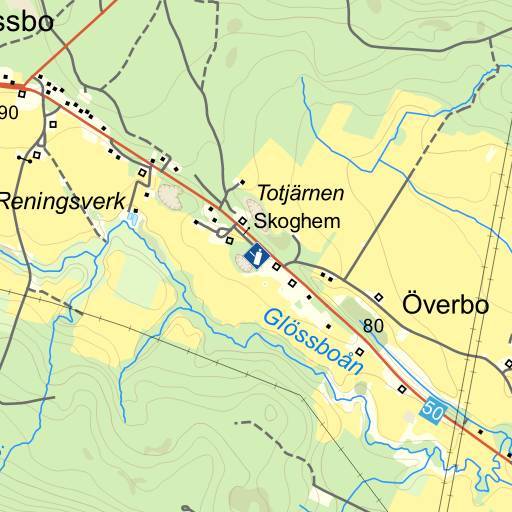 ssbo
90
Reningsverk
Totjärnen
Skoghem
Överbo
80
Glössboån
50